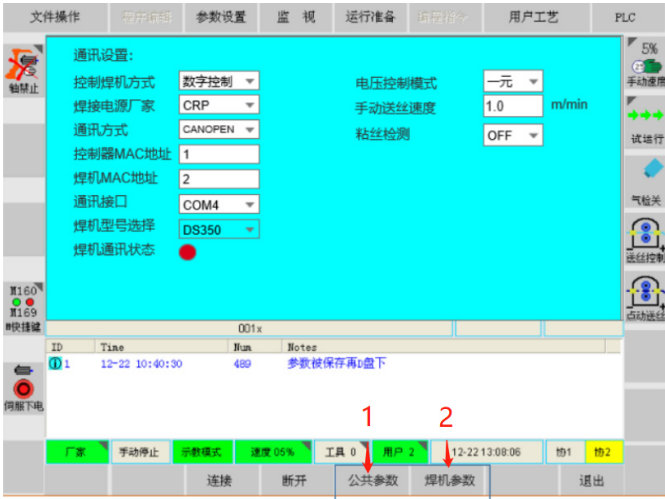 文件操作 程序编辑 参数设置 监 视 运行准备 编程指令 用户工艺 PLC
轴禁止
通讯设置:
控制焊机方式 数字控制 电压控制模式 一元
焊接电源厂家 CRP 手动送丝速度 1.0 m/min
通讯方式 CANOPEN 粘丝检测 OFF
控制器MAC地址 1
焊机MAC地址 2
通讯接口 COM4
焊机型号选择 DS350
焊机通讯状态
5%
手动速度
试运行
气检关
送丝控制
点动送丝
M160
M169
#快捷键
伺服下电
001x
ID Time Num Notes
1 12-22 10:40:30 489 参数被保存再D盘下
1 2
厂家 手动停止 示教模式 速度 05% 工具 0 用户 2 12-22 13:08:06 协1 协2
连接 断开 公共参数 焊机参数 退出